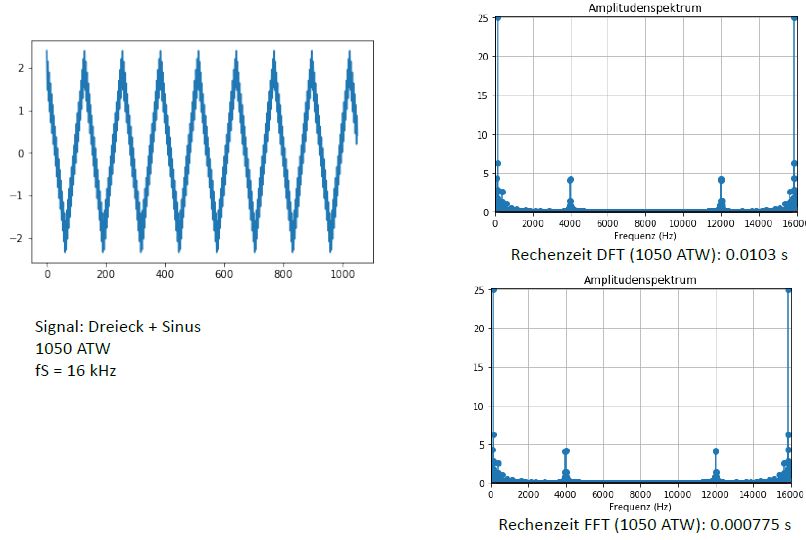 2
1
0
−1
−2
0 200 400 600 800 1000
Signal: Dreieck + Sinus
1050 ATW
fS = 16 kHz
Amplitudenspektrum
25
20
15
10
5
0
0 2000 4000 6000 8000 10000 12000 14000 16000
Frequenz (Hz)
Rechenzeit DFT (1050 ATW): 0.0103 s
Amplitudenspektrum
25
20
15
10
5
0
0 2000 4000 6000 8000 10000 12000 14000 16000
Frequenz (Hz)
Rechenzeit FFT (1050 ATW): 0.000775 s